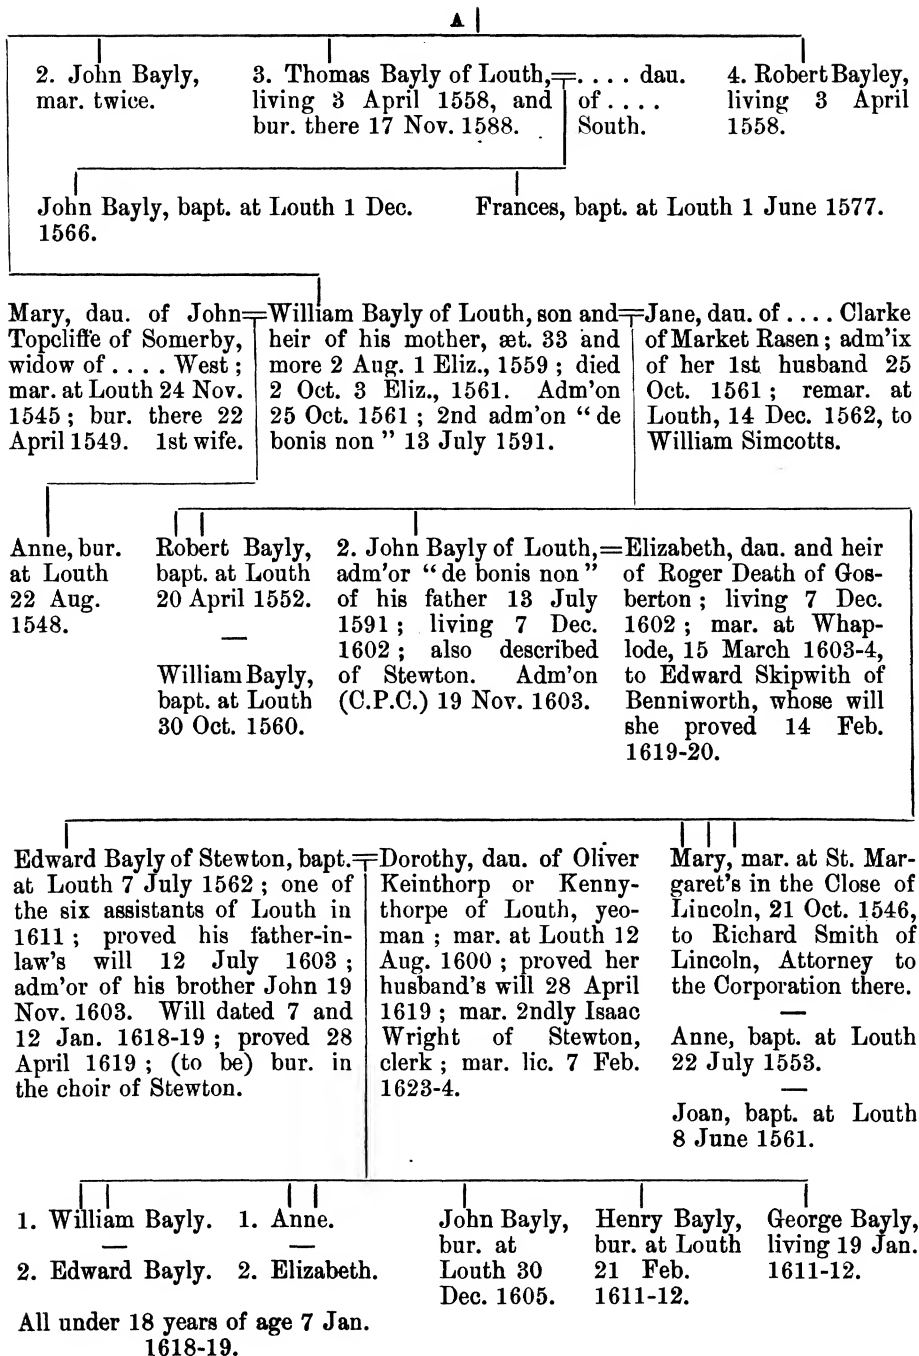 A
2. John Bayly,
mar. twice.
3. Thomas Bayly of Louth,
living 3 April 1558, and
bur. there 17 Nov. 1588.
. . . . dau.
of . . . .
South.
4. Robert Bayley,
living 3 April
1558.
John Bayly, bapt. at Louth 1 Dec.
1566.
Frances, bapt. at Louth 1 June 1577.
Mary, dau. of John
Topcliffe of Somerby,
widow of . . . . West ;
mar. at Louth 24 Nov.
1545 ; bur. there 22
April 1549. 1st wife.
William Bayly of Louth, son and
heir of his mother, æt. 33 and
more 2 Aug. 1 Eliz., 1559 ; died
2 Oct. 3 Eliz., 1561. Adm'on
25 Oct. 1561 ; 2nd adm'on “ de
bonis non ” 13 July 1591.
Jane, dau. of . . . . Clarke
of Market Rasen ; adm'ix
of her 1st husband 25
Oct. 1561 ; remar. at
Louth, 14 Dec. 1562, to
William Simcotts.
Anne, bur.
at Louth
22 Aug.
1548.
Robert Bayly,
bapt. at Louth
20 April 1552.
—
William Bayly,
bapt. at Louth
30 Oct. 1560.
2. John Bayly of Louth,
adm'or “ de bonis non ”
of his father 13 July
1591 ; living 7 Dec.
1602 ; also described
of Stewton. Adm'on
(C.P.C.) 19 Nov. 1603.
Elizabeth, dau. and heir
of Roger Death of Gos-
berton ; living 7 Dec.
1602 ; mar. at Whap-
lode, 15 March 1603-4,
to Edward Skipwith of
Benniworth, whose will
she proved 14 Feb.
1619-20.
Edward Bayly of Stewton, bapt.
at Louth 7 July 1562 ; one of
the six assistants of Louth in
1611 ; proved his father-in-
law's will 12 July 1603 ;
adm'or of his brother John 19
Nov. 1603. Will dated 7 and
12 Jan. 1618-19 ; proved 28
April 1619 ; (to be) bur. in
the choir of Stewton.
Dorothy, dau. of Oliver
Keinthorp or Kenny-
thorpe of Louth, yeo-
man ; mar. at Louth 12
Aug. 1600 ; proved her
husband's will 28 April
1619 ; mar. 2ndly Isaac
Wright of Stewton,
clerk ; mar. lic. 7 Feb.
1623-4.
Mary, mar. at St. Mar-
garet's in the Close of
Lincoln, 21 Oct. 1546,
to Richard Smith of
Lincoln, Attorney to
the Corporation there.
—
Anne, bapt. at Louth
22 July 1553.
—
Joan, bapt. at Louth
8 June 1561.
1. William Bayly.
—
2. Edward Bayly.
1. Anne.
—
2. Elizabeth.
All under 18 years of age 7 Jan.
1618-19.
John Bayly,
bur. at
Louth 30
Dec. 1605.
Henry Bayly,
bur. at Louth
21 Feb.
1611-12.
George Bayly,
living 19 Jan.
1611-12.